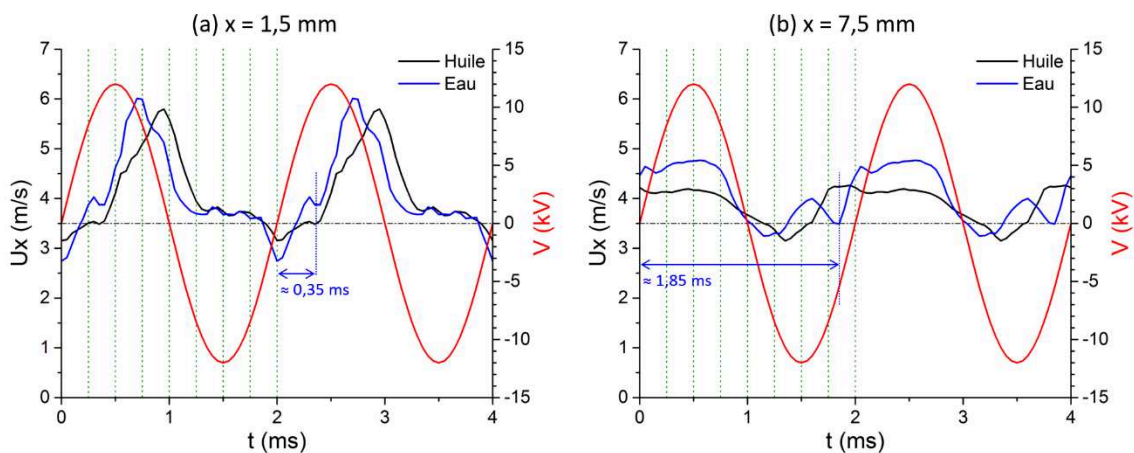 (a) x = 1,5 mm
7
6
5
4
3
2
1
0
Ux (m/s)
15
10
5
0
-5
-10
-15
V (kV)
Huile
Eau
≈ 0,35 ms
0 1 2 3 4
t (ms)
(b) x = 7,5 mm
7
6
5
4
3
2
1
0
Ux (m/s)
15
10
5
0
-5
-10
-15
V (kV)
Huile
Eau
≈ 1,85 ms
0 1 2 3 4
t (ms)